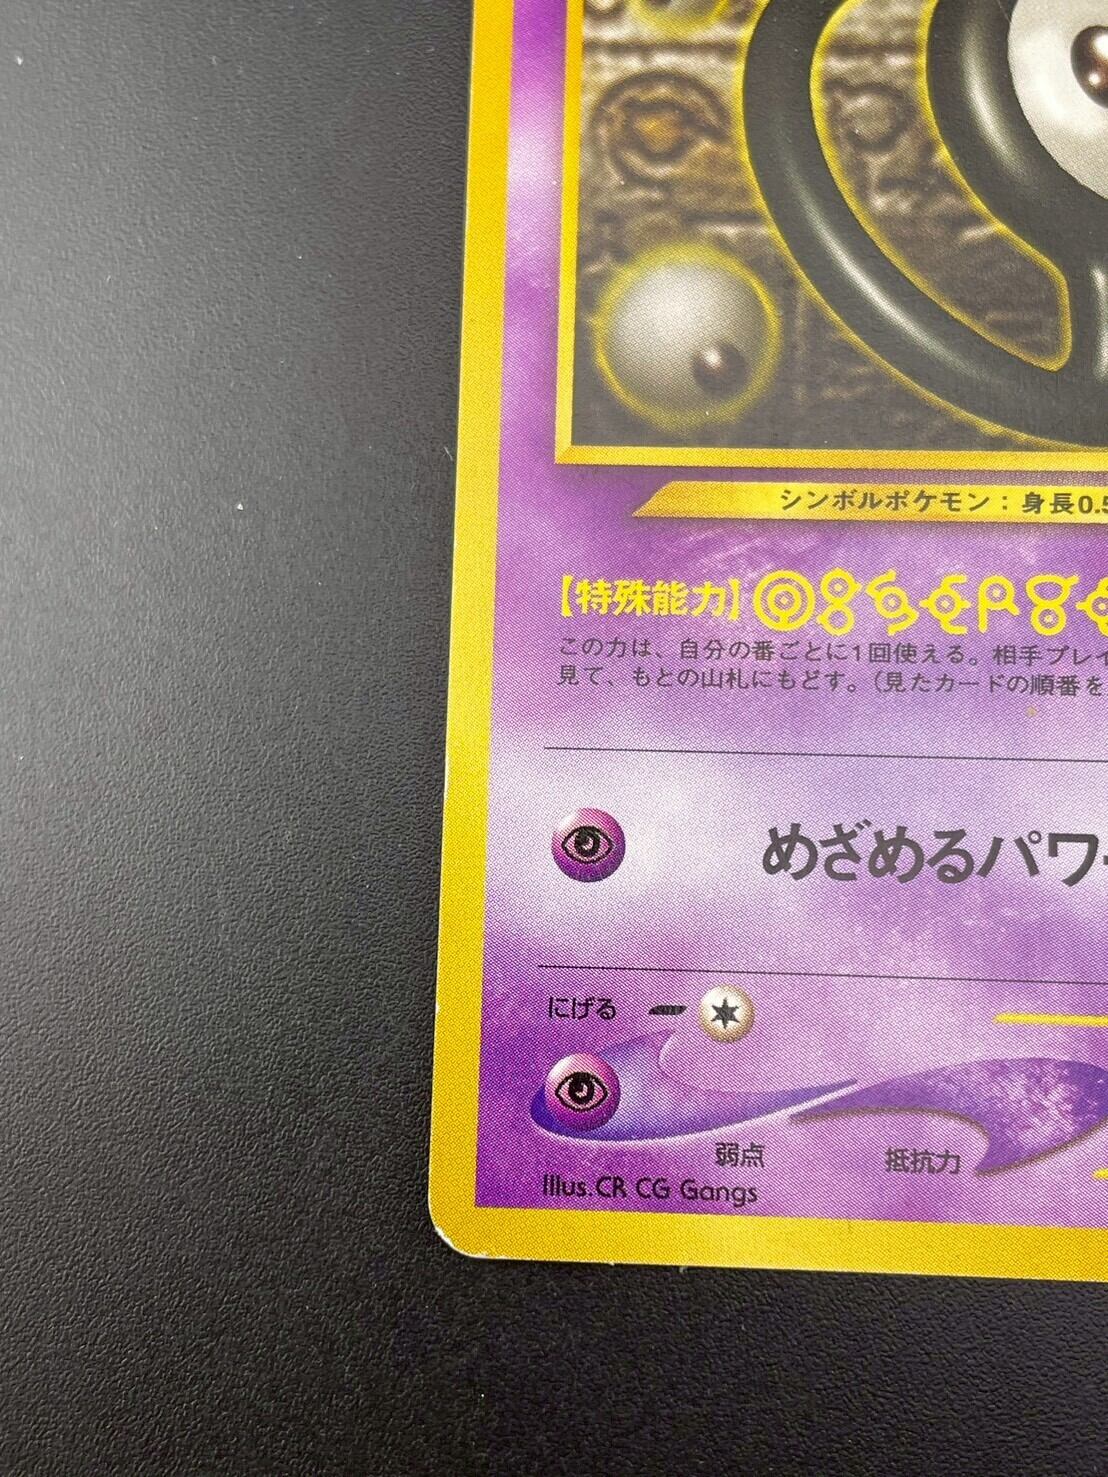 シンボルポケモン：身長0.5
【特殊能力】
この力は、自分の番ごとに1回使える。相手プレイ
見て、もとの山札にもどす。（見たカードの順番を
めざめるパワー
にげる
弱点
抵抗力
Illus.CR CG Gangs